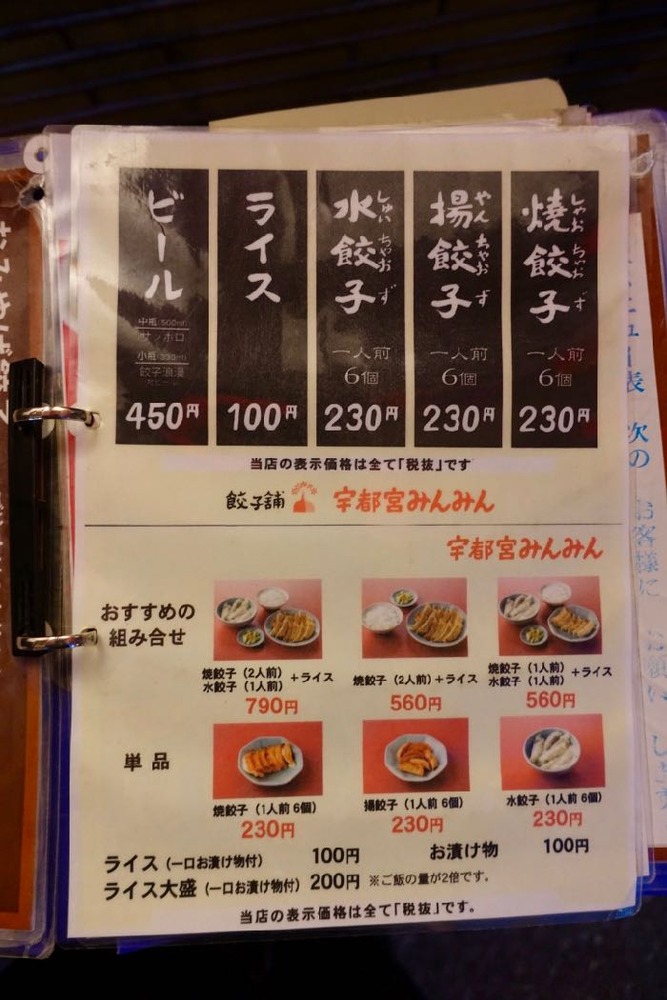 焼餃子
しゃおちゃおず
一人前
6個
230円
揚餃子
やんちゃおず
一人前
6個
230円
水餃子
しゅいちゃおず
一人前
6個
230円
ライス
100円
ビール
中瓶(500ml)
サッポロ
小瓶(330ml)
餃子浪漫
450円
当店の表示価格は全て「税抜」です
餃子舗 宇都宮みんみん
宇都宮みんみん
おすすめの
組み合せ
焼餃子(2人前)
水餃子(1人前)
+ライス
790円
焼餃子(2人前)+ライス
560円
焼餃子(1人前)
水餃子(1人前)
+ライス
560円
単品
焼餃子(1人前 6個)
230円
揚餃子(1人前 6個)
230円
水餃子(1人前 6個)
230円
ライス(一口お漬け物付) 100円
お漬け物 100円
ライス大盛(一口お漬け物付) 200円 ※ご飯の量が2倍です。
当店の表示価格は全て「税抜」です。
次の
お客様に